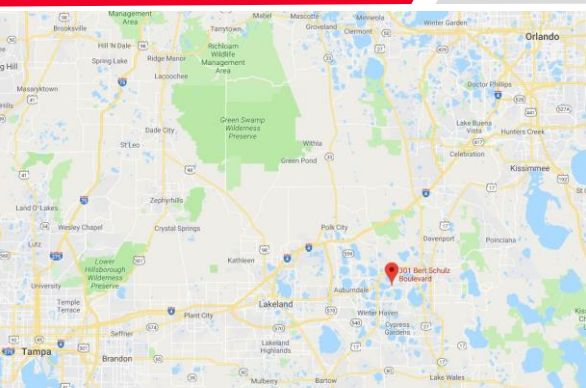 Management
Area
Brooksville
Mabel
Mascotte
Groveland
Minneola
Clermont
Winter Garden
Orlando
Tarrytown
Hill N Dale
Spring Lake
Ridge Manor
Lacoochee
Richloam
Wildlife
Management
Area
g Hill
Masaryktown
Doctor Phillips
Green Swamp
Wilderness
Preserve
Dade City
St Leo
Withla
Green Pond
Lake Buena
Vista
Hunters Creek
Celebration
Kissimmee
Land O' Lakes
Zephyrhills
Wesley Chapel
Crystal Springs
Lutz
Polk City
Davenport
Poinciana
Lower
Hillsborough
Wilderness
Preserve
Kathleen
301 Bert Schulz
Boulevard
University
Auburndale
Temple
Terrace
Plant City
Lakeland
Winter Haven
Cypress
Gardens
Seffner
Tampa
Brandon
Lakeland
Highlands
Mulberry
Bartow
Lake Wales